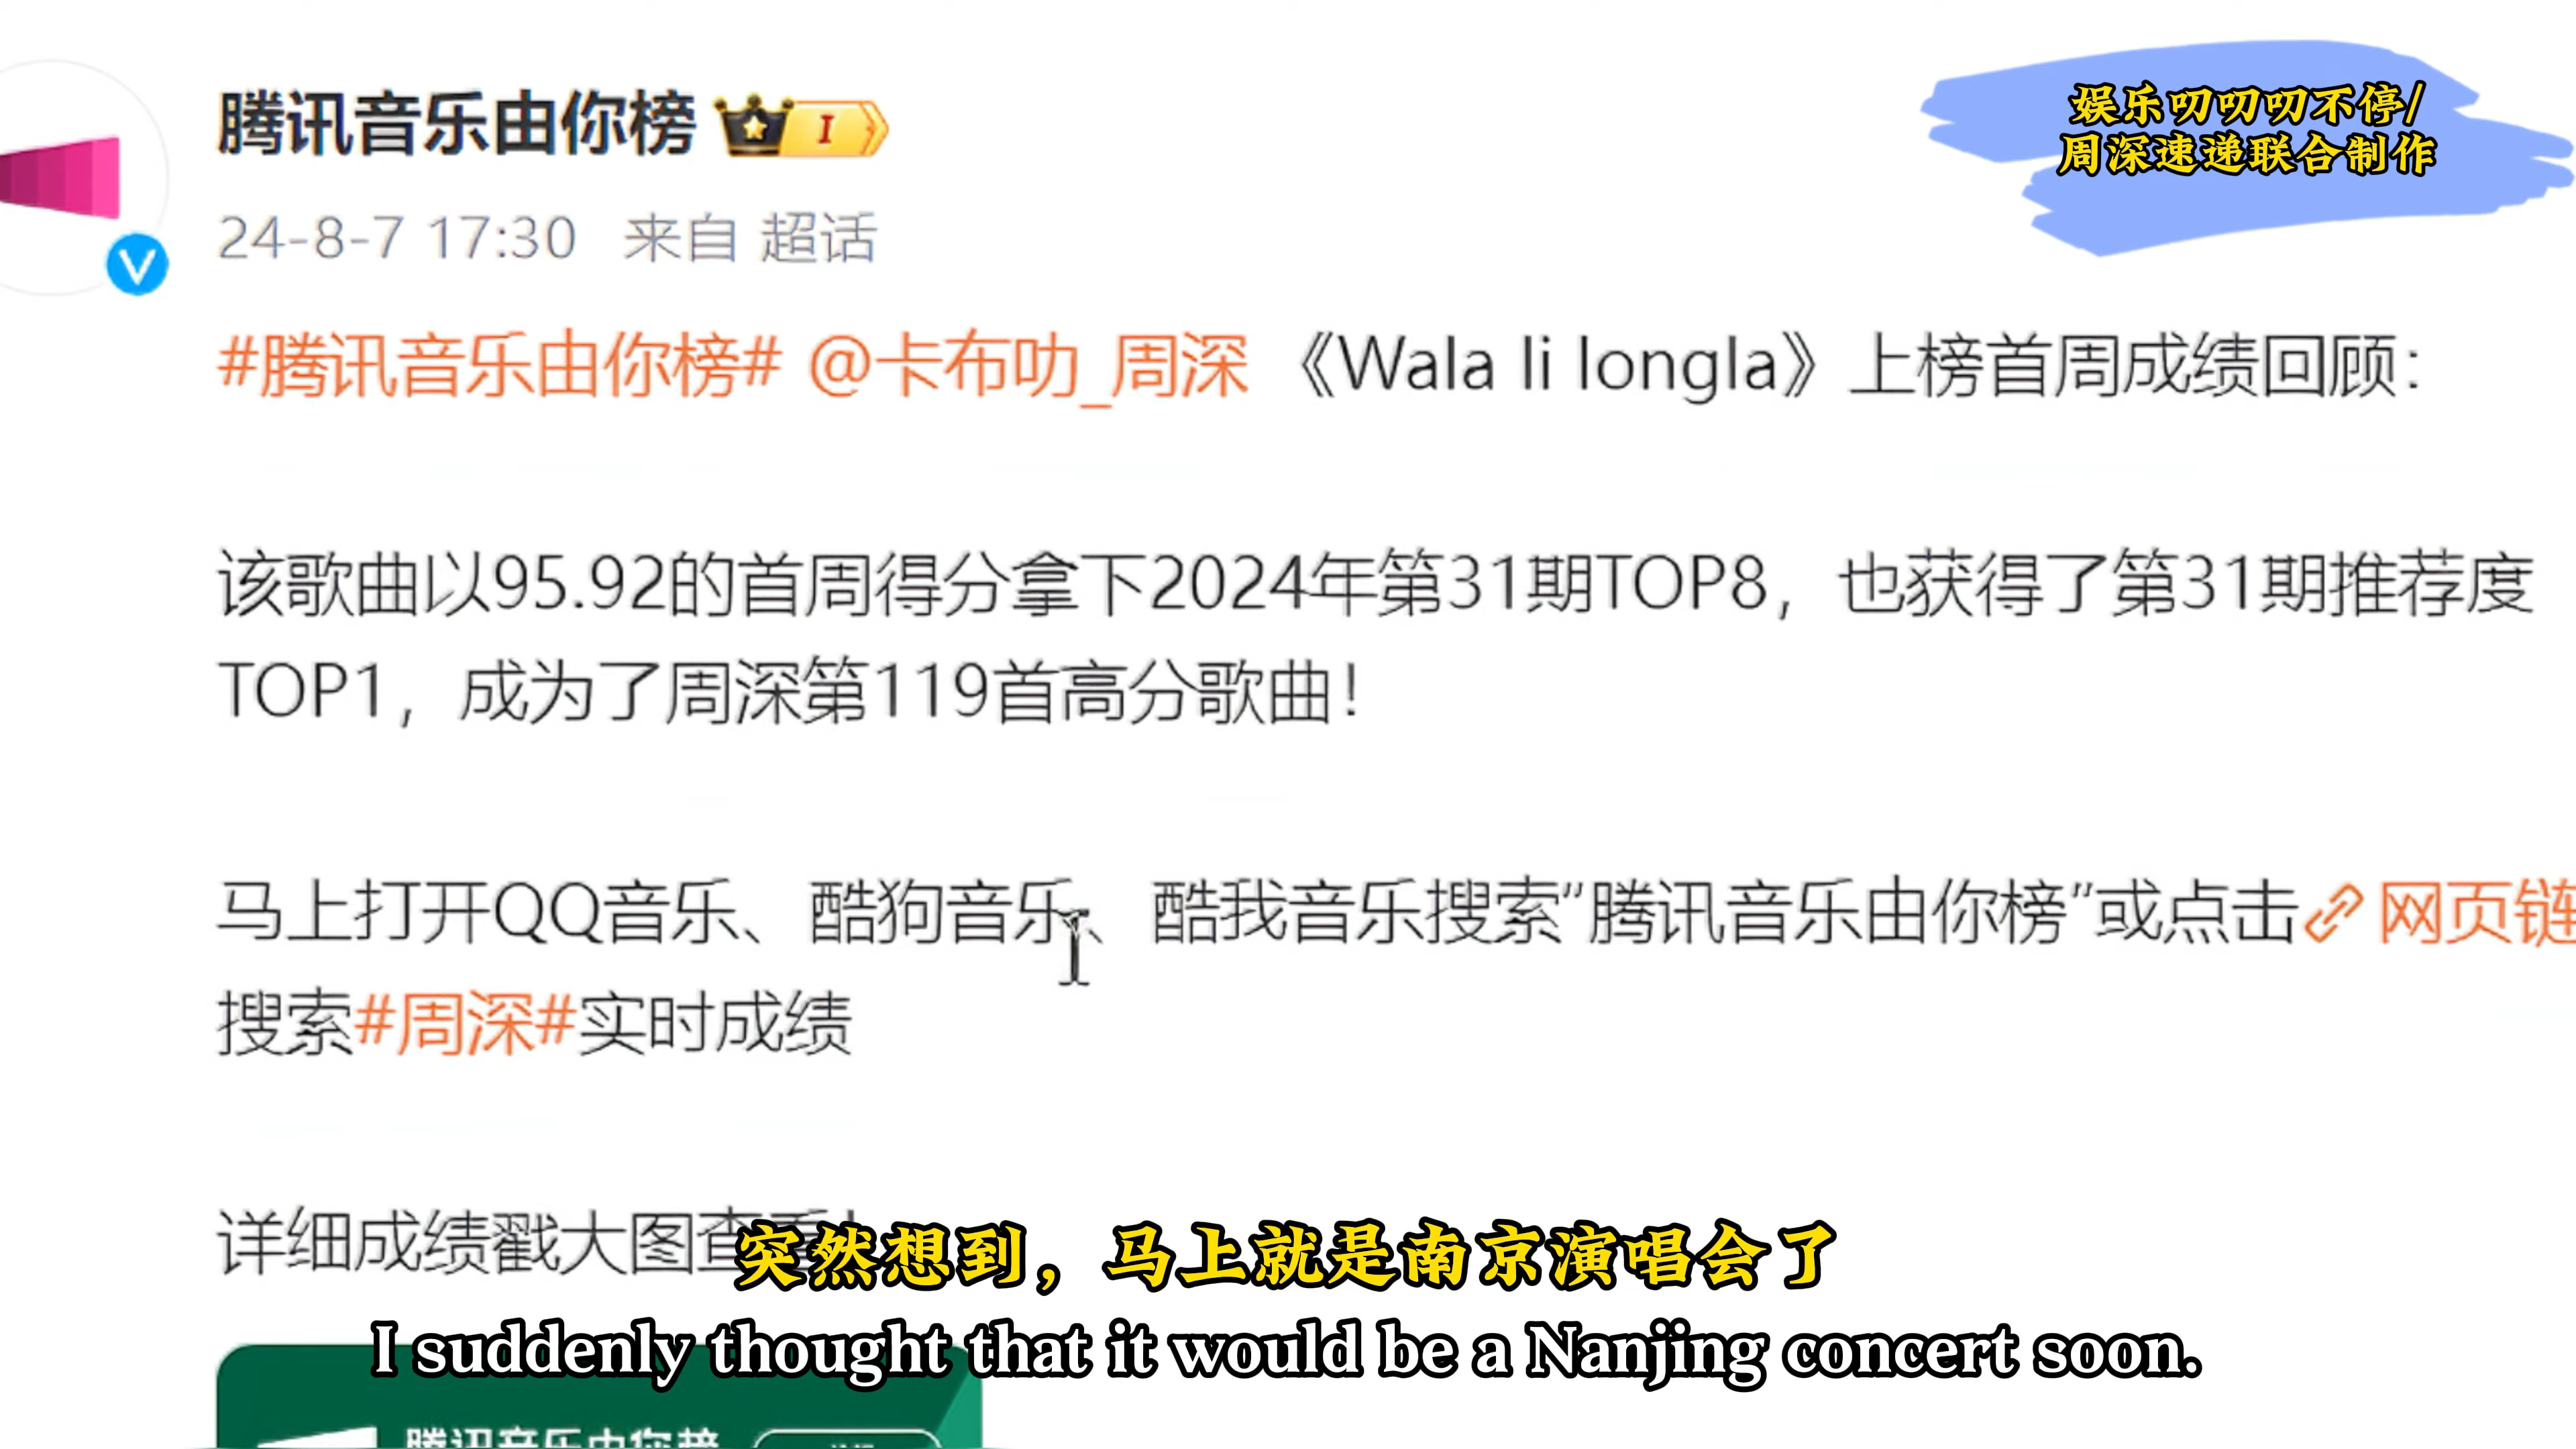 腾讯音乐由你榜 I
娱乐叨叨叨不停/
周深速递联合制作
24-8-7 17:30 来自 超话
#腾讯音乐由你榜# @卡布叻_周深 《Wala li longla》上榜首周成绩回顾：
该歌曲以95.92的首周得分拿下2024年第31期TOP8，也获得了第31期推荐度
TOP1，成为了周深第119首高分歌曲！
马上打开QQ音乐、酷狗音乐、酷我音乐搜索"腾讯音乐由你榜"或点击网页链
搜索#周深#实时成绩
详细成绩戳大图查看！
突然想到，马上就是南京演唱会了
I suddenly thought that it would be a Nanjing concert soon.
腾讯音乐由你榜